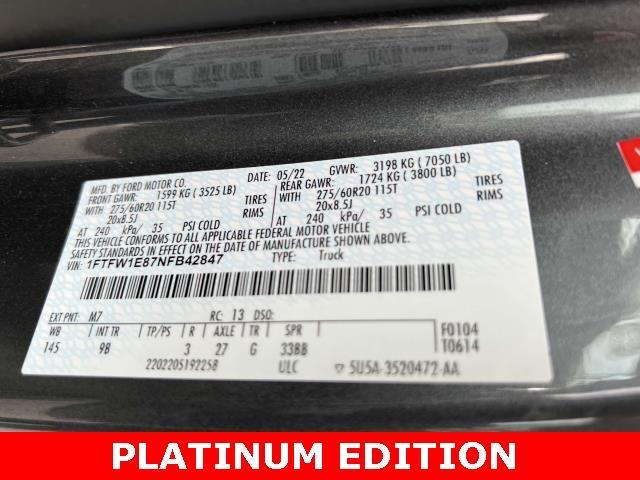 MFD. BY FORD MOTOR CO.
DATE: 05/22 GVWR: 3198 KG ( 7050 LB)
FRONT GAWR: 1599 KG ( 3525 LB)
REAR GAWR: 1724 KG ( 3800 LB)
WITH 275/60R20 115T TIRES
WITH 275/60R20 115T TIRES
20x8.5J RIMS
20x8.5J RIMS
AT 240 kPa/ 35 PSI COLD
AT 240 kPa/ 35 PSI COLD
THIS VEHICLE CONFORMS TO ALL APPLICABLE FEDERAL MOTOR VEHICLE
SAFETY STANDARDS IN EFFECT ON THE DATE OF MANUFACTURE SHOWN ABOVE.
VIN: 1FTFW1E87NFB42847 TYPE: Truck
EXT PNT: M7 RC: 13 DSO:
WB INT TR TP/PS R AXLE TR SPR
F0104
145 9B 3 27 G 3388
T0614
2202205192258 ULC 5U5A-3520472-AA
PLATINUM EDITION